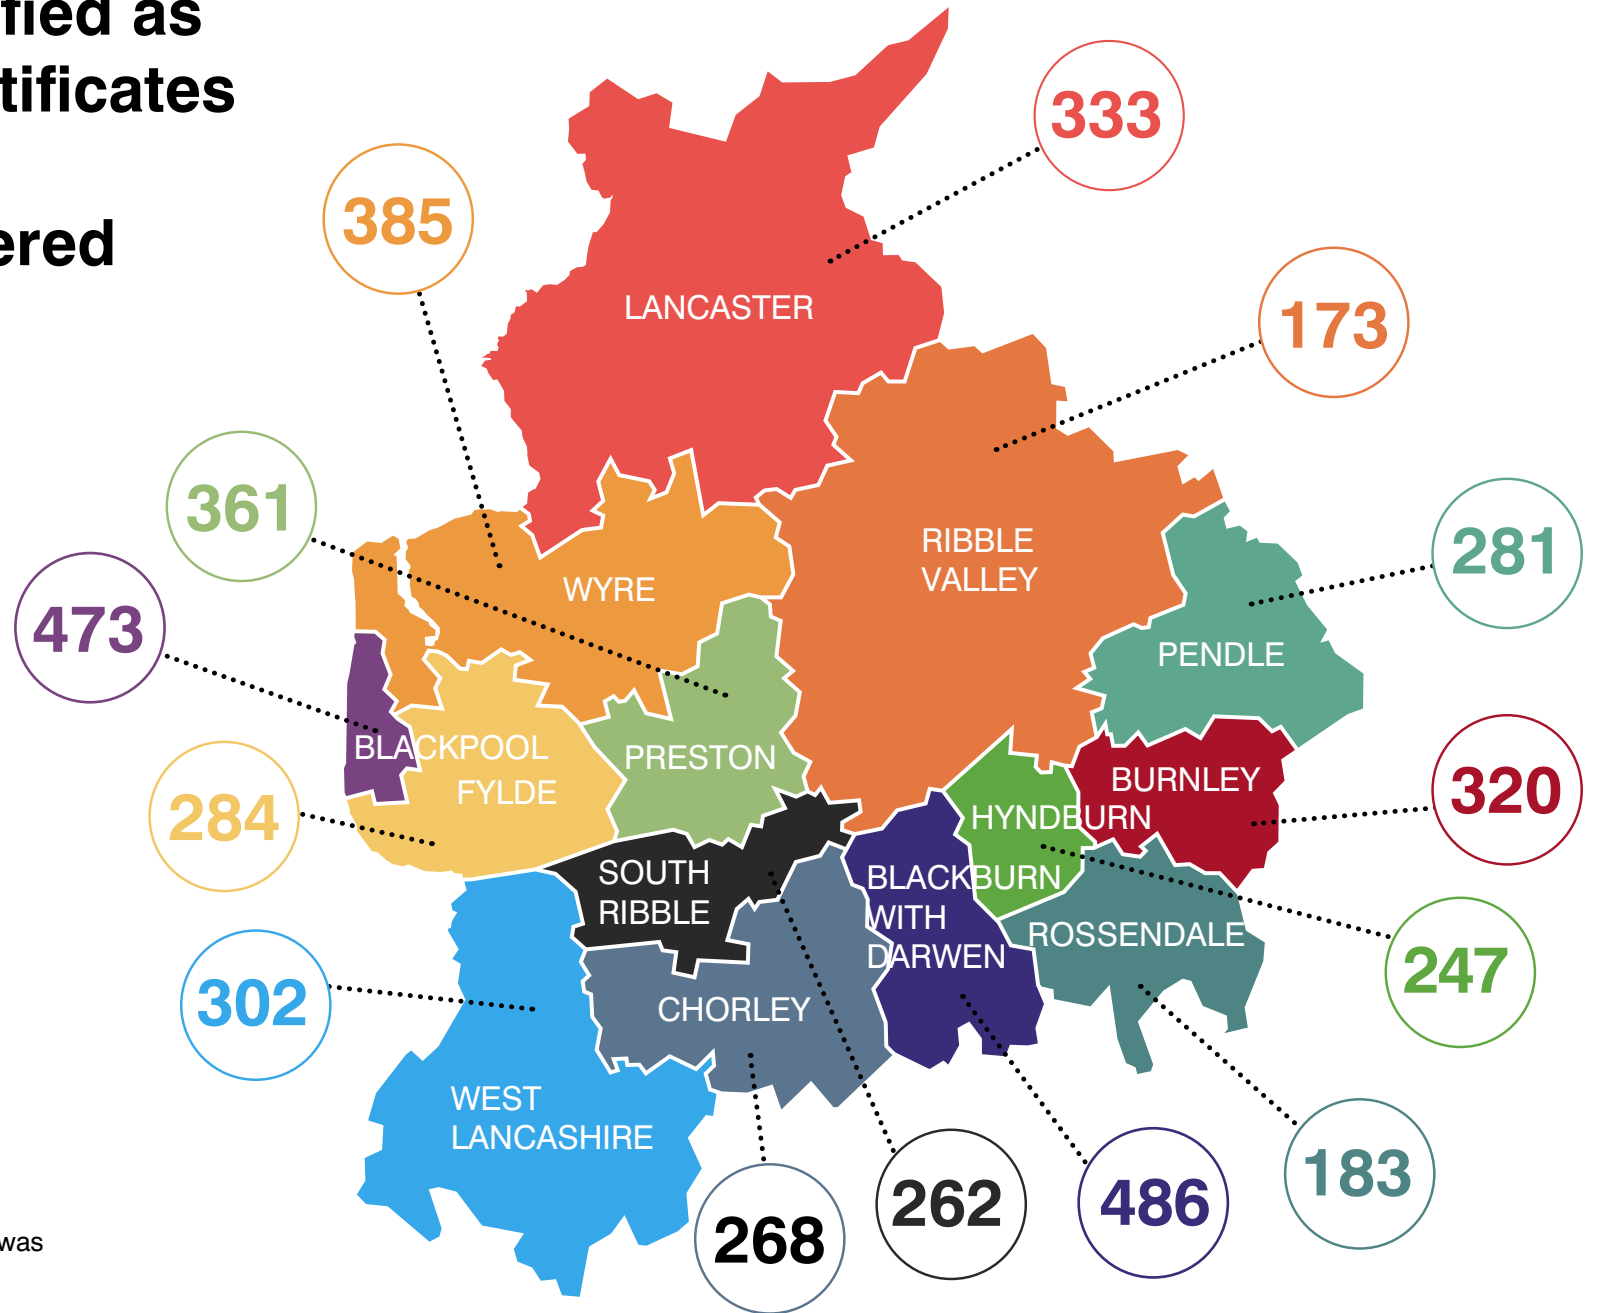 fied as
tificates
ered
333
385
173
LANCASTER
361
281
RIBBLE
VALLEY
WYRE
473
PENDLE
BLACKPOOL
PRESTON
FYLDE
BURNLEY
320
284
HYNDBURN
SOUTH
RIBBLE
BLACKBURN
WITH
DARWEN
ROSSENDALE
247
302
CHORLEY
WEST
LANCASHIRE
183
262
486
268
was